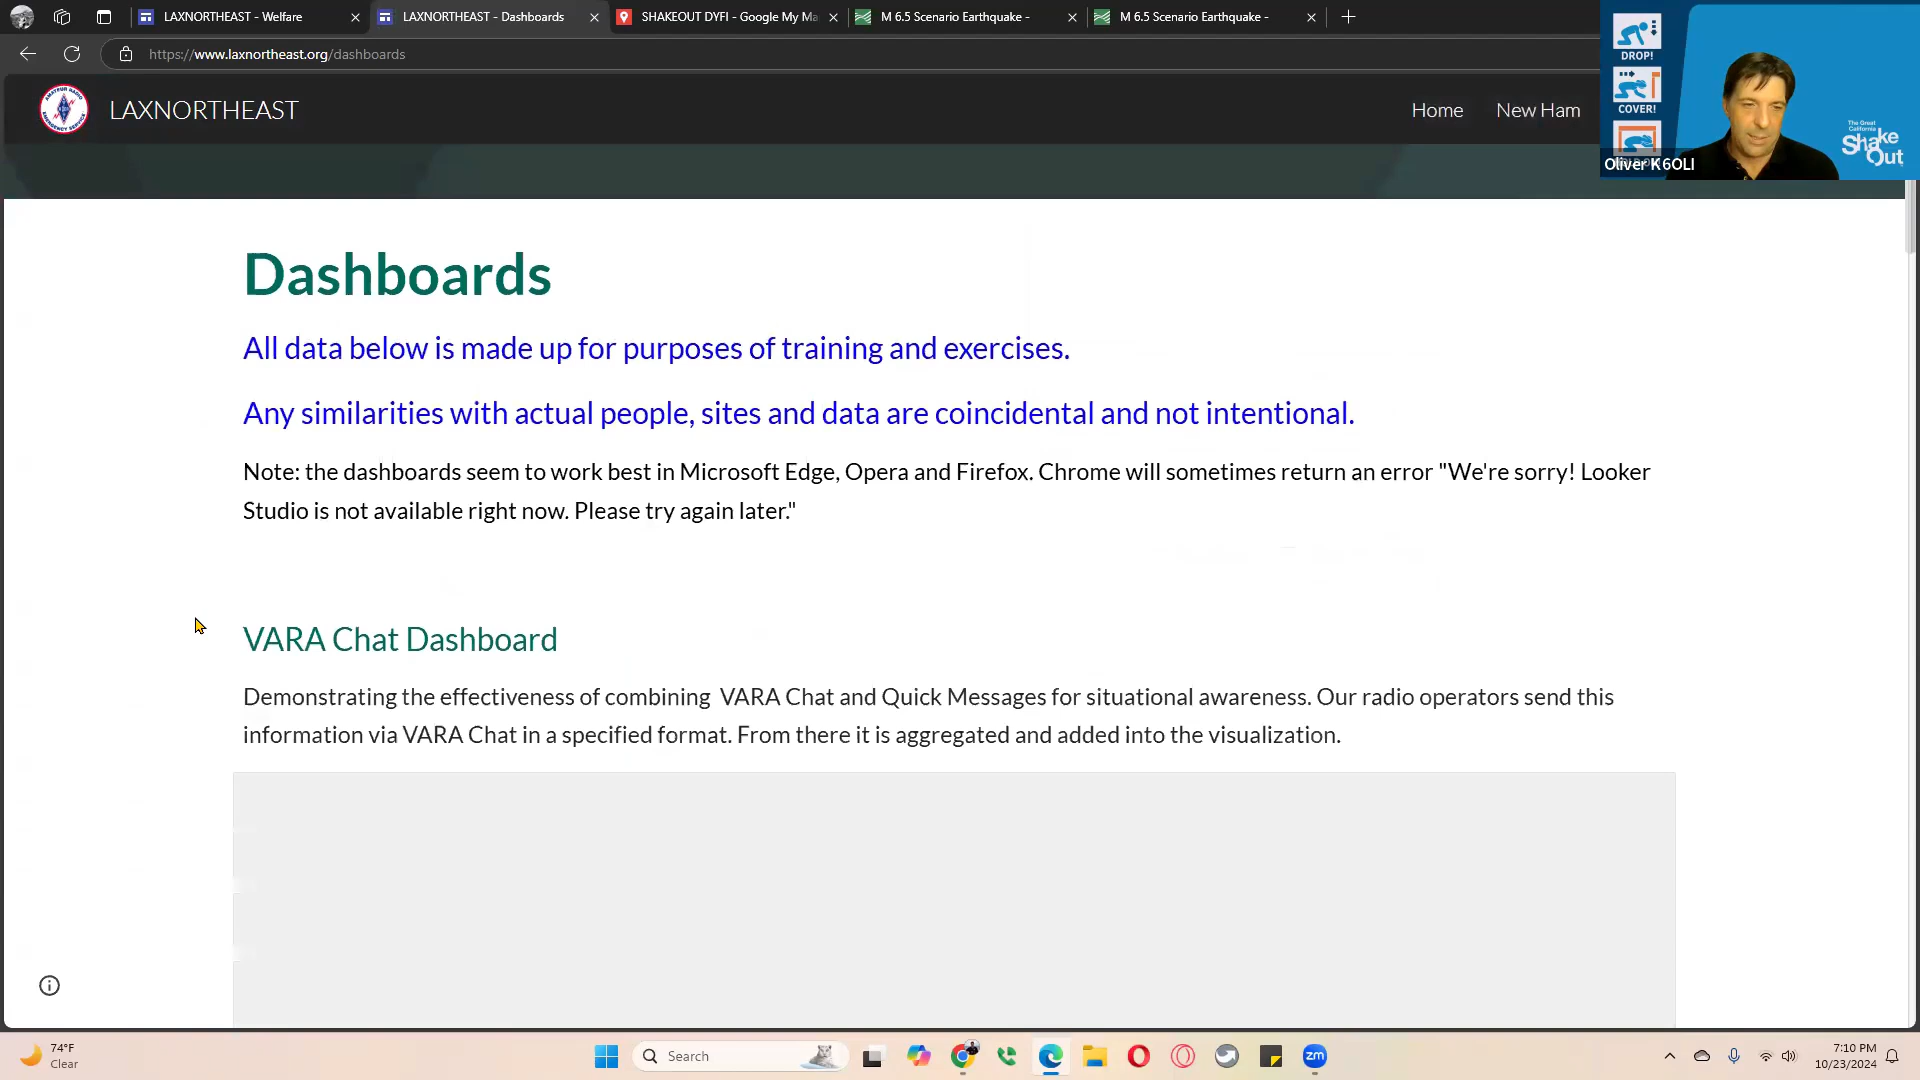 LAXNORTHEAST - Welfare
LAXNORTHEAST - Dashboards
SHAKEOUT DYFI - Google My Ma
M 6.5 Scenario Earthquake -
M 6.5 Scenario Earthquake -
https://www.laxnortheast.org/dashboards
LAXNORTHEAST
Home
New Ham
DROP!
COVER!
The Great
California
ShakeOut
Oliver K6OLI
Dashboards
All data below is made up for purposes of training and exercises.
Any similarities with actual people, sites and data are coincidental and not intentional.
Note: the dashboards seem to work best in Microsoft Edge, Opera and Firefox. Chrome will sometimes return an error "We're sorry! Looker
Studio is not available right now. Please try again later."
VARA Chat Dashboard
Demonstrating the effectiveness of combining VARA Chat and Quick Messages for situational awareness. Our radio operators send this
information via VARA Chat in a specified format. From there it is aggregated and added into the visualization.
74°F
Clear
Search
zm
7:10 PM
10/23/2024